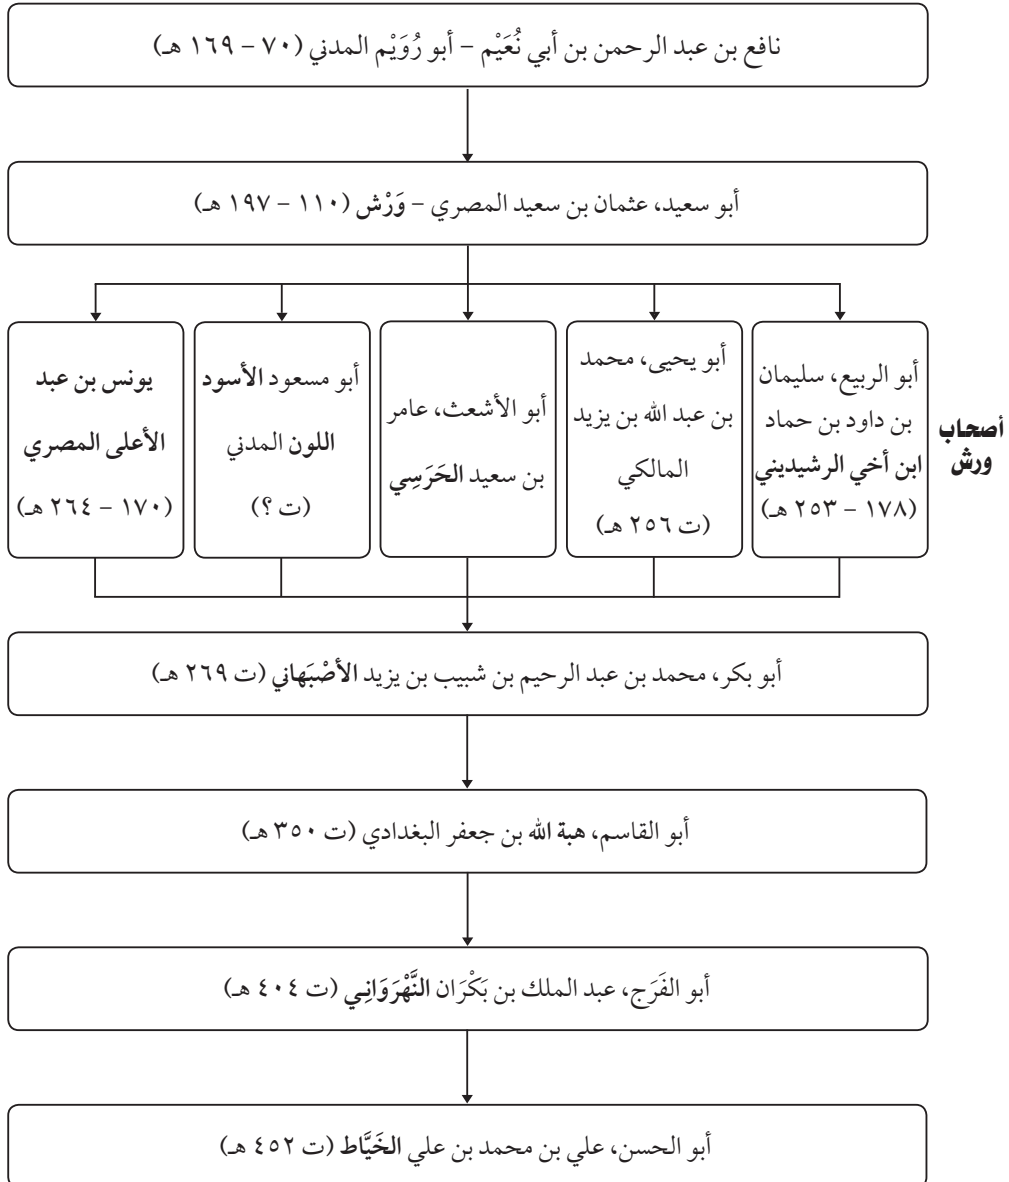 نافع بن عبد الرحمن بن أبي نُعَيْم – أبو رُوَيْم المدني (٧٠ – ١٦٩ هـ)
أبو سعيد، عثمان بن سعيد المصري – وَرْش (١١٠ – ١٩٧ هـ)
أصحاب
ورش
أبو الربيع، سليمان
بن داود بن حماد
ابن أخي الرشيديني
(١٧٨ – ٢٥٣ هـ)
أبو يحيى، محمد
بن عبد الله بن يزيد
المالكي
(ت ٢٥٦ هـ)
أبو الأشعث، عامر
بن سعيد الحَرَسِي
أبو مسعود الأسود
اللون المدني
(ت ؟)
يونس بن عبد
الأعلى المصري
(١٧٠ – ٢٦٤ هـ)
أبو بكر، محمد بن عبد الرحيم بن شبيب بن يزيد الأصْبَهاني (ت ٢٦٩ هـ)
أبو القاسم، هبة الله بن جعفر البغدادي (ت ٣٥٠ هـ)
أبو الفَرَج، عبد الملك بن بَكْرَان النَّهْرَوَانِي (ت ٤٠٤ هـ)
أبو الحسن، علي بن محمد بن علي الخَيَّاط (ت ٤٥٢ هـ)